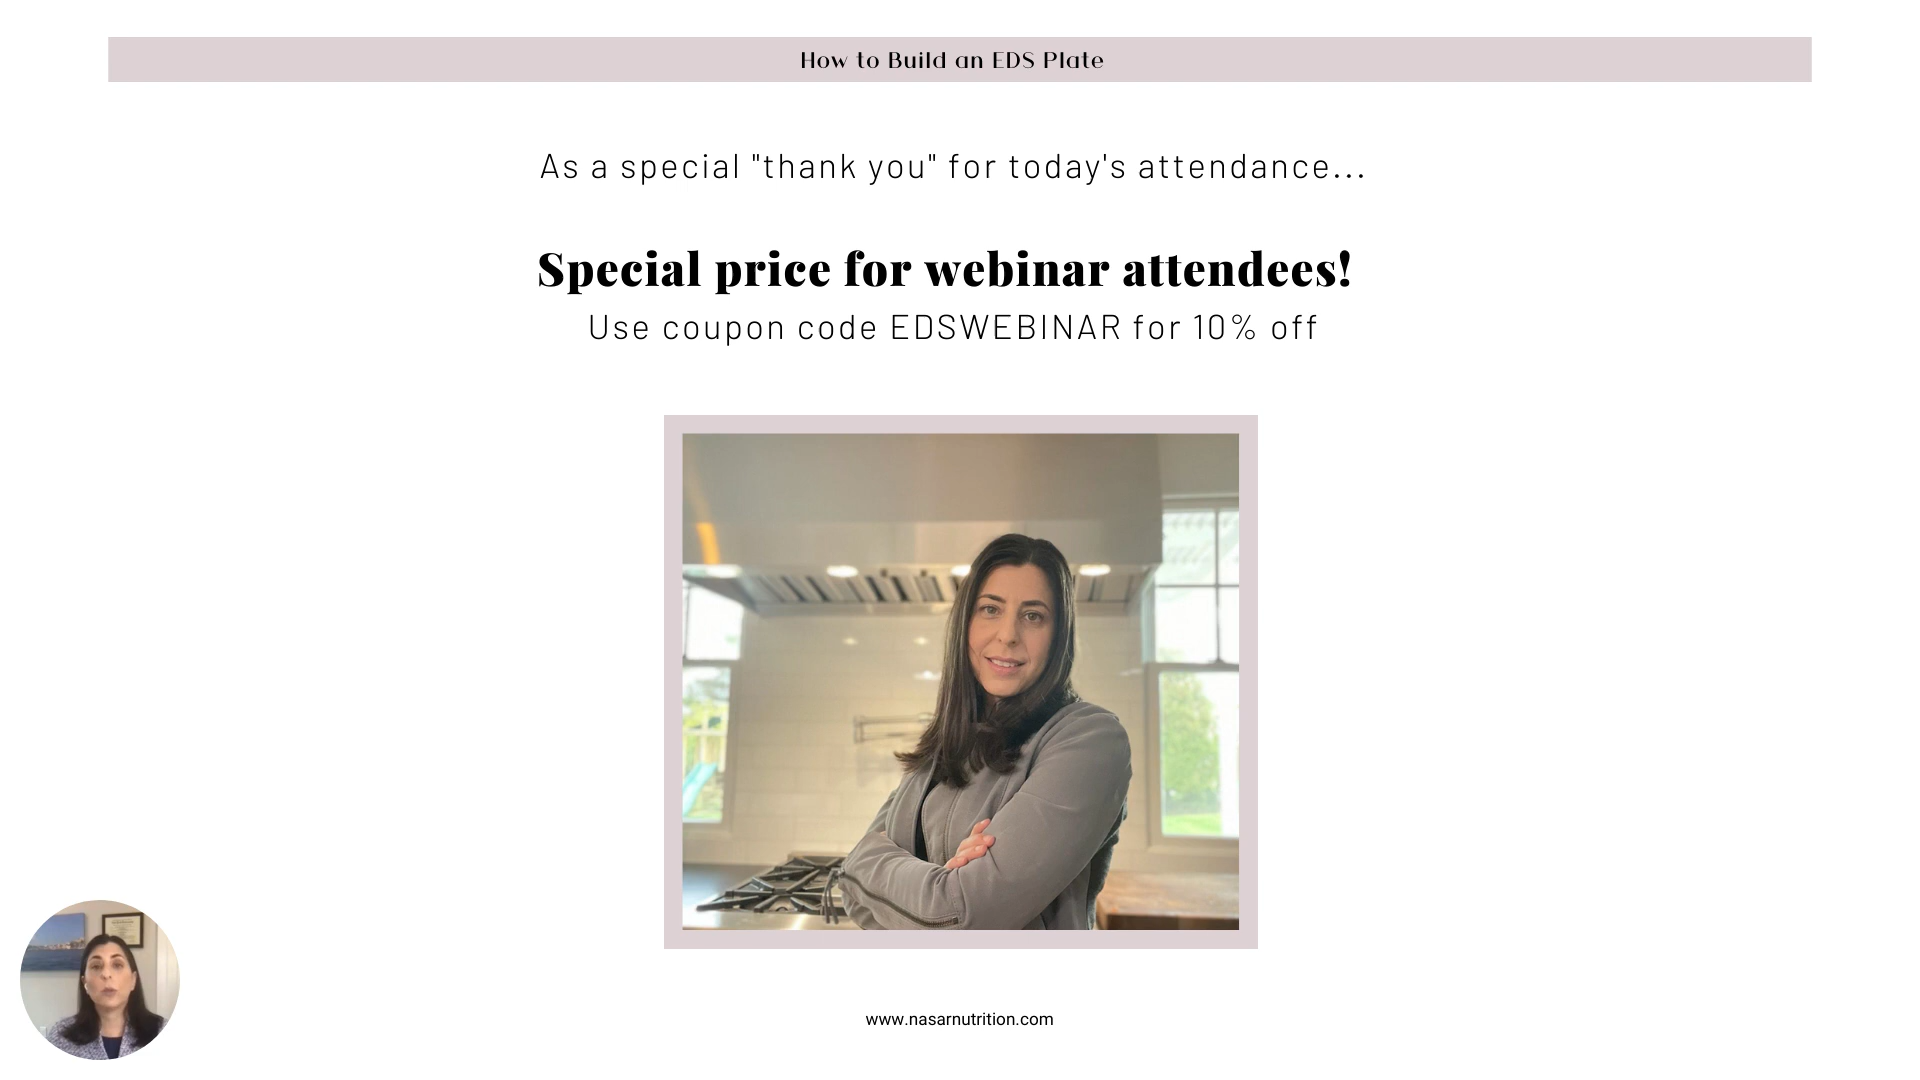 How to Build an EDS Plate
As a special "thank you" for today's attendance...
Special price for webinar attendees!
Use coupon code EDSWEBINAR for 10% off
www.nasarnutrition.com